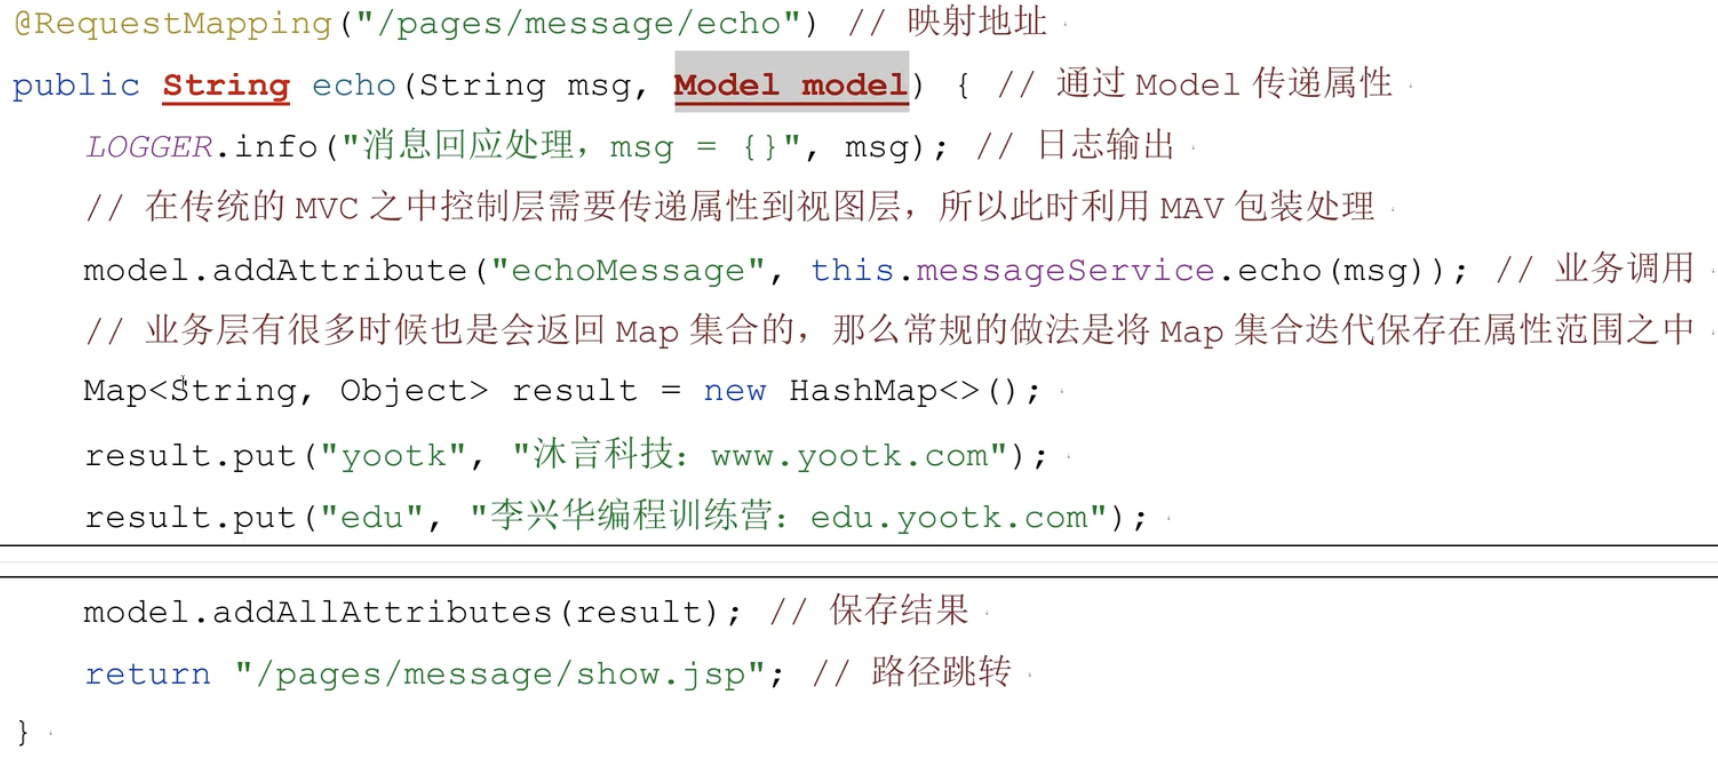 @RequestMapping("/pages/message/echo") // 映射地址
public String echo(String msg, Model model) { // 通过 Model 传递属性
LOGGER.info("消息回应处理，msg = {}", msg); // 日志输出
// 在传统的 MVC 之中控制层需要传递属性到视图层，所以此时利用 MAV 包装处理
model.addAttribute("echoMessage", this.messageService.echo(msg)); // 业务调用
// 业务层有很多时候也是会返回 Map 集合的，那么常规的做法是将 Map 集合迭代保存在属性范围之中
Map<String, Object> result = new HashMap<>();
result.put("yootk", "沐言科技：www.yootk.com");
result.put("edu", "李兴华编程训练营：edu.yootk.com");
model.addAllAttributes(result); // 保存结果
return "/pages/message/show.jsp"; // 路径跳转
}